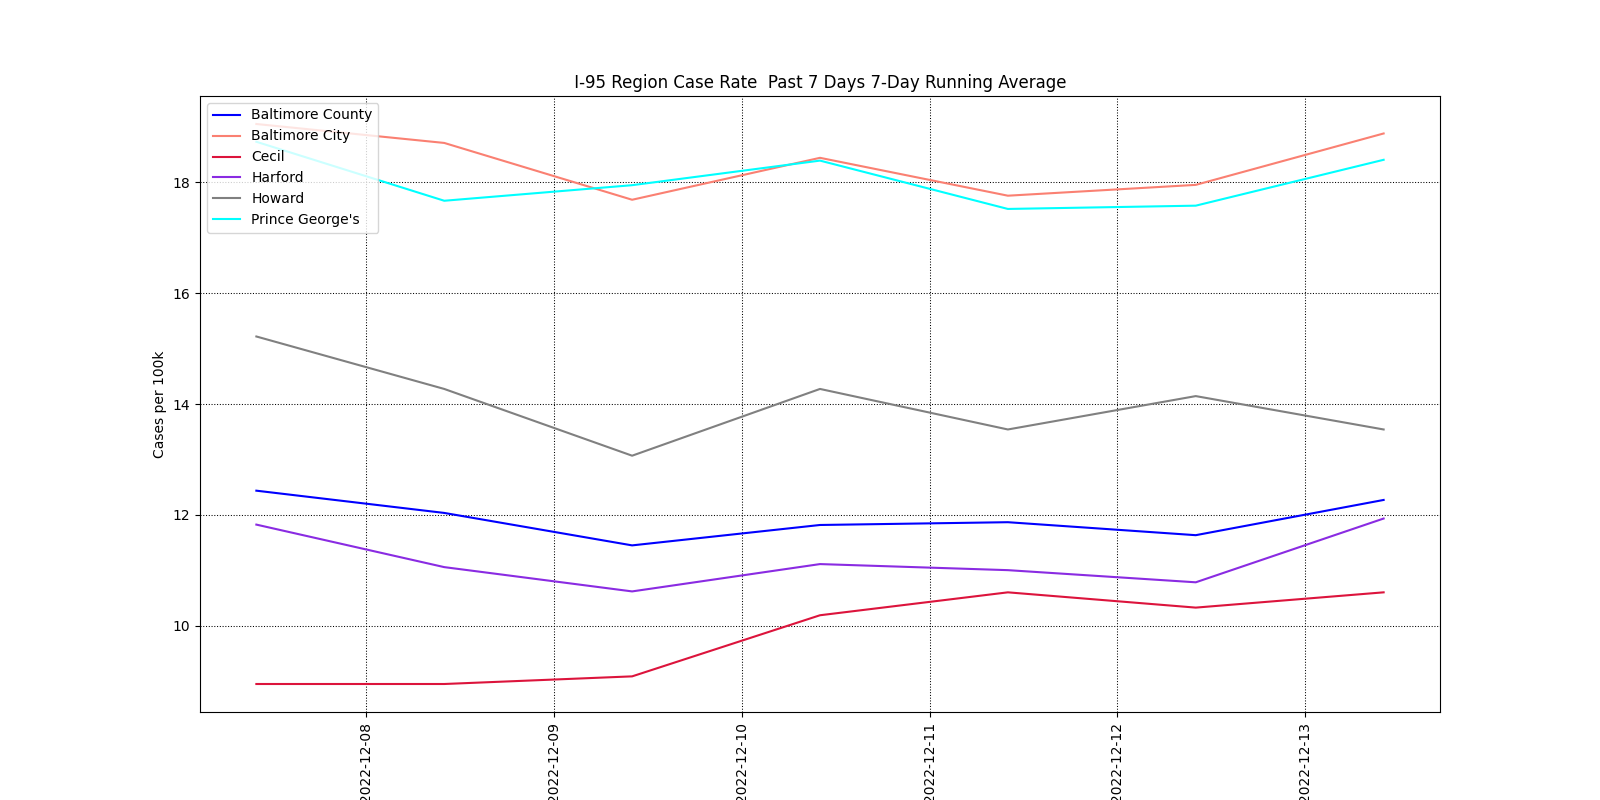 I-95 Region Case Rate  Past 7 Days 7-Day Running Average
Baltimore County
Baltimore City
Cecil
Harford
Howard
Prince George's
18
16
14
12
10
Cases per 100k
2022-12-08
2022-12-09
2022-12-10
2022-12-11
2022-12-12
2022-12-13